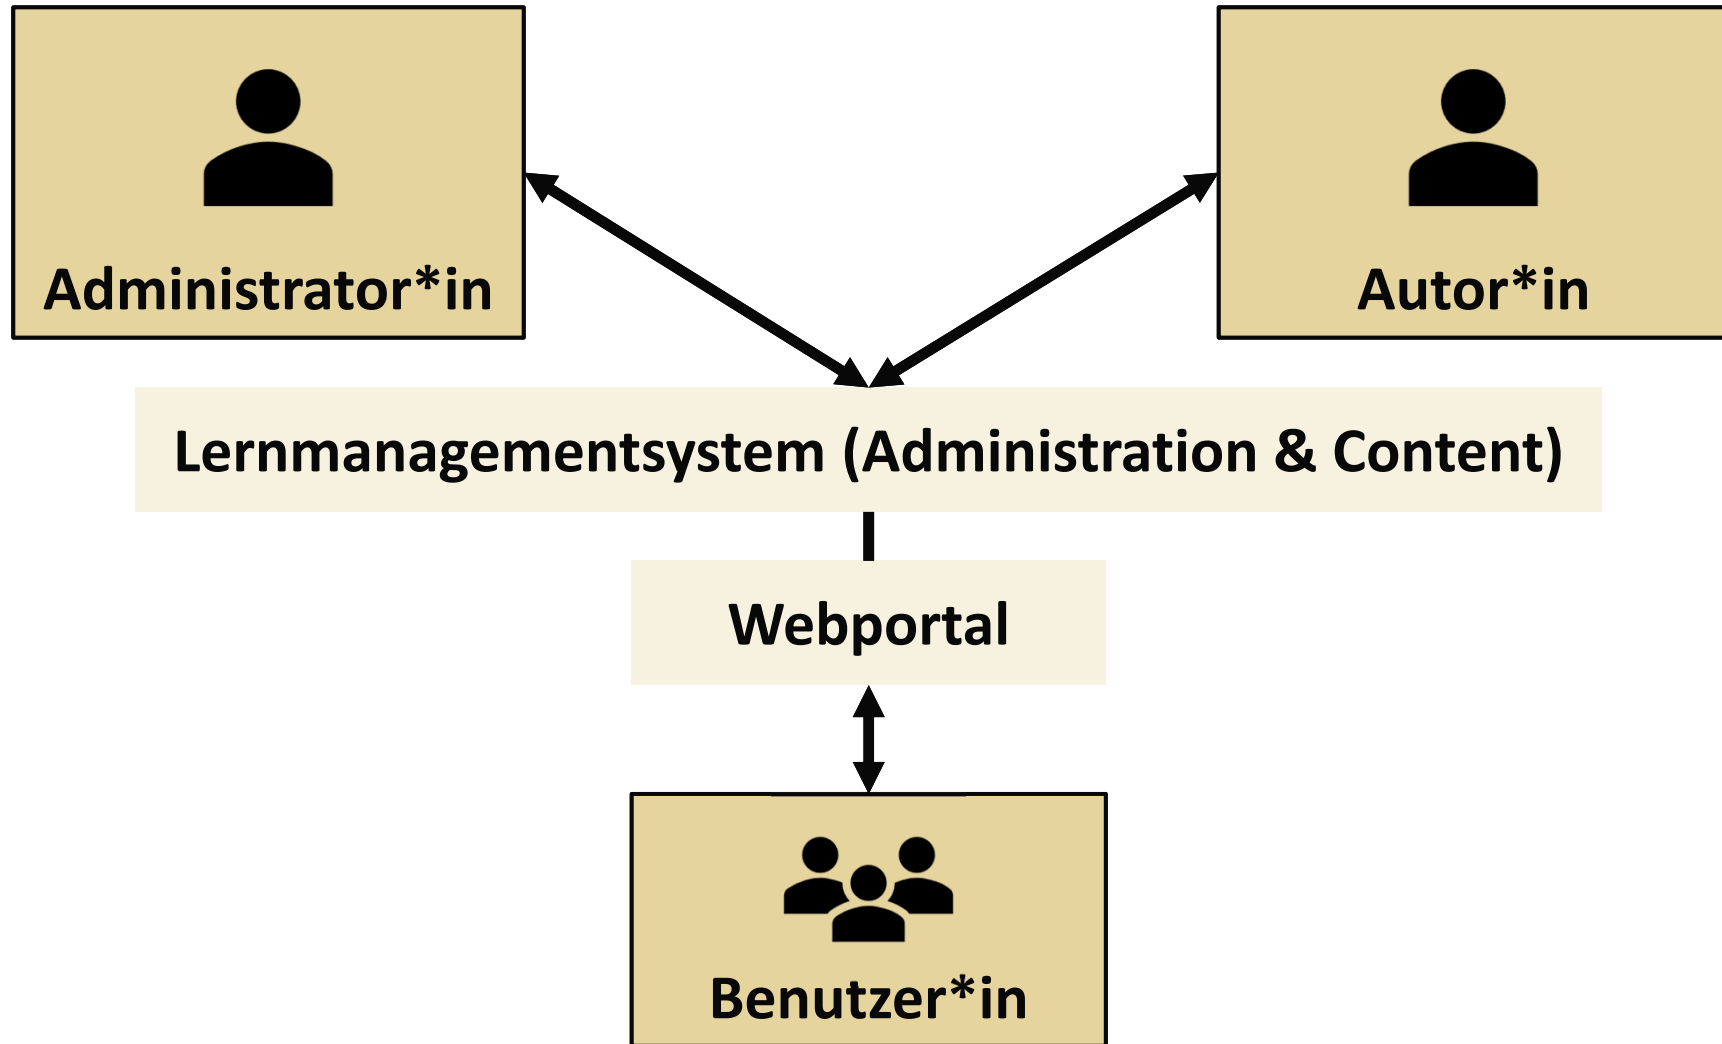 Administrator*in
Autor*in
Lernmanagementsystem (Administration & Content)
Webportal
Benutzer*in